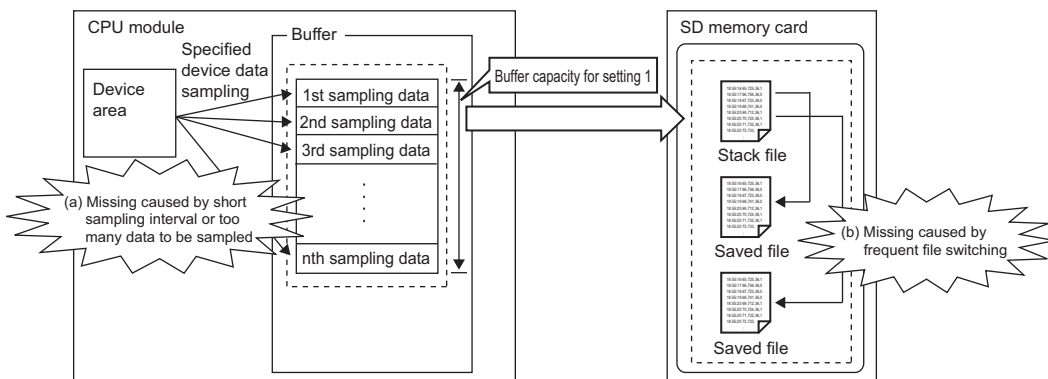 CPU module
Buffer
Specified
device data
sampling
Device
area
1st sampling data
2nd sampling data
3rd sampling data
nth sampling data
(a) Missing caused by short
sampling interval or too
many data to be sampled
Buffer capacity for setting 1
SD memory card
Stack file
Saved file
Saved file
(b) Missing caused by
frequent file switching